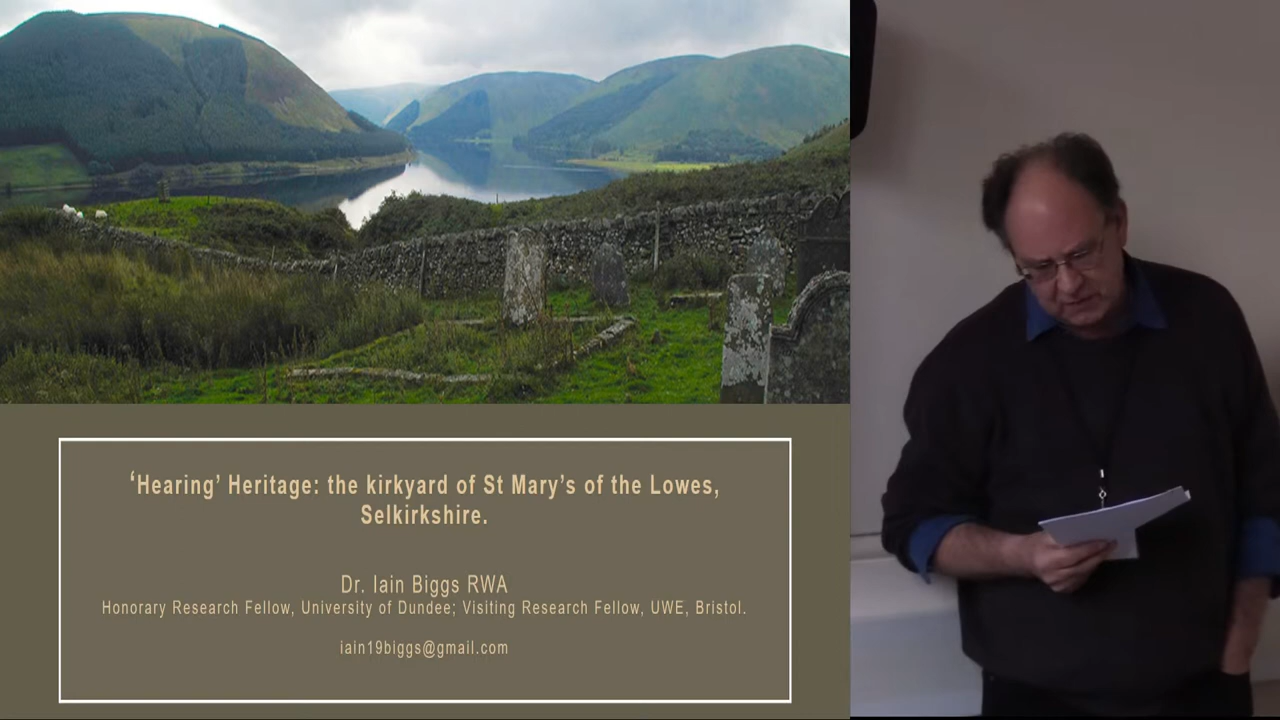 ‘Hearing’ Heritage: the kirkyard of St Mary’s of the Lowes,
Selkirkshire.
Dr. Iain Biggs RWA
Honorary Research Fellow, University of Dundee; Visiting Research Fellow, UWE, Bristol.
iain19biggs@gmail.com